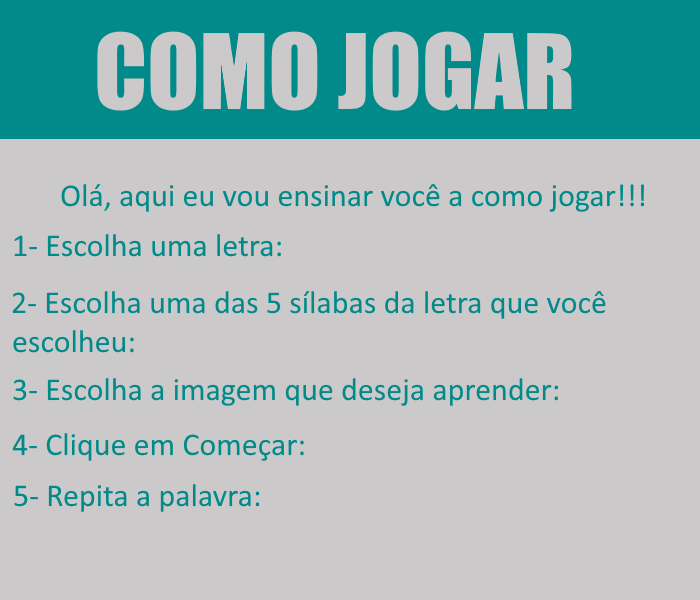 COMO JOGAR
Olá, aqui eu vou ensinar você a como jogar!!!
1- Escolha uma letra:
2- Escolha uma das 5 sílabas da letra que você
escolheu:
3- Escolha a imagem que deseja aprender:
4- Clique em Começar:
5- Repita a palavra: